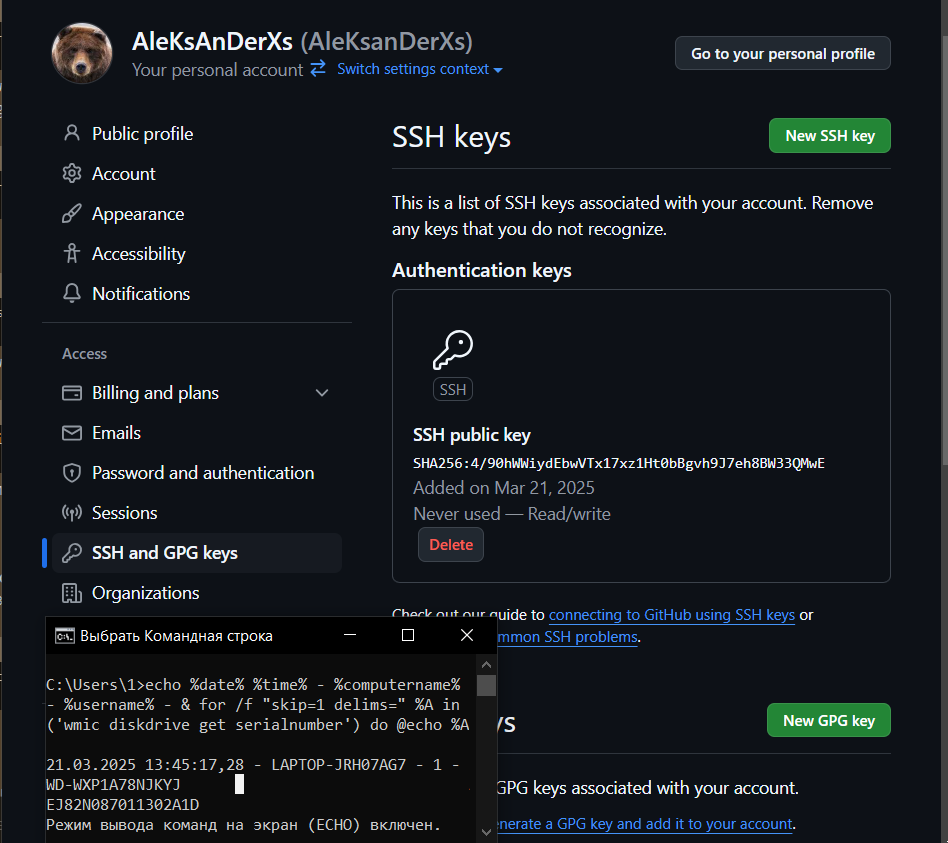 AleKsAnDerXs (AleKsanDerXs)
Your personal account Switch settings context
Go to your personal profile
Public profile
Account
Appearance
Accessibility
Notifications
Access
Billing and plans
Emails
Password and authentication
Sessions
SSH and GPG keys
Organizations
SSH keys
New SSH key
This is a list of SSH keys associated with your account. Remove
any keys that you do not recognize.
Authentication keys
SSH
SSH public key
SHA256:4/90hWWiydEbwVTx17xz1Ht0bBgvh9J7eh8BW33QMwE
Added on Mar 21, 2025
Never used — Read/write
Delete
Check out our guide to connecting to GitHub using SSH keys or
mmon SSH problems.
ys
New GPG key
GPG keys associated with your account.
enerate a GPG key and add it to your account.
Выбрать Командная строка
C:\Users\1>echo %date% %time% - %computername%
- %username% - & for /f "skip=1 delims=" %A in
('wmic diskdrive get serialnumber') do @echo %A
21.03.2025 13:45:17,28 - LAPTOP-JRH07AG7 - 1 -
WD-WXP1A78NJKYJ
EJ82N087011302A1D
Режим вывода команд на экран (ECHO) включен.